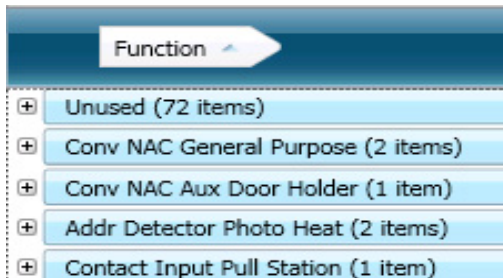 Function
Unused (72 items)
Conv NAC General Purpose (2 items)
Conv NAC Aux Door Holder (1 item)
Addr Detector Photo Heat (2 items)
Contact Input Pull Station (1 item)